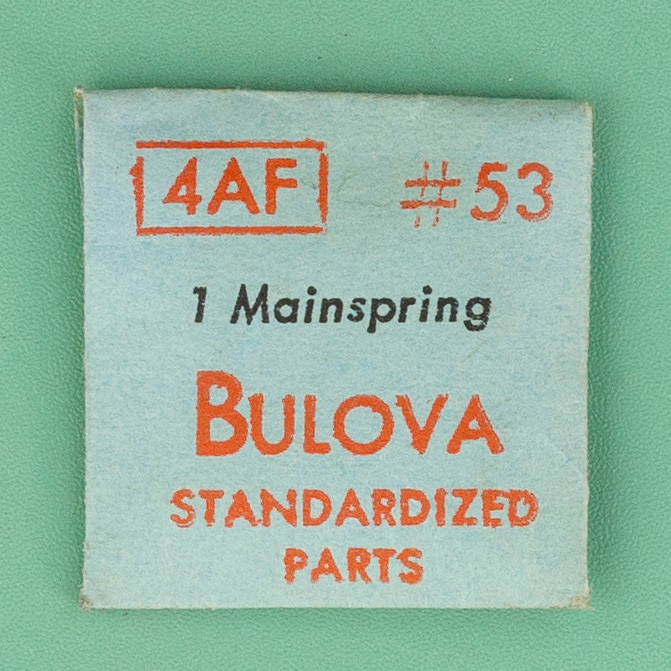 4AF #53
1 Mainspring
BULOVA
STANDARDIZED
PARTS